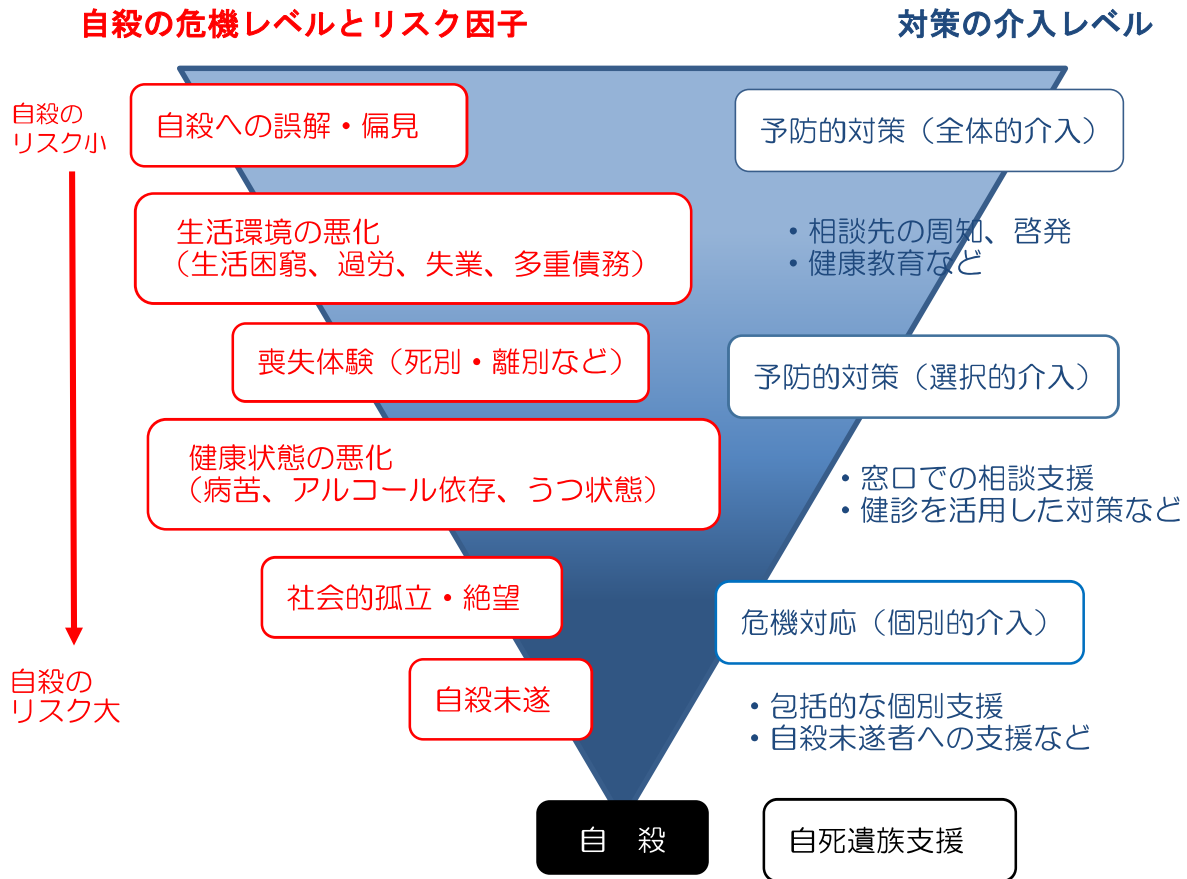 自殺の危機レベルとリスク因子
対策の介入レベル
自殺の
リスク小
自殺への誤解・偏見
予防的対策（全体的介入）
生活環境の悪化
（生活困窮、過労、失業、多重債務）
・相談先の周知、啓発
・健康教育など
喪失体験（死別・離別など）
予防的対策（選択的介入）
健康状態の悪化
（病苦、アルコール依存、うつ状態）
・窓口での相談支援
・健診を活用した対策など
社会的孤立・絶望
危機対応（個別的介入）
自殺の
リスク大
自殺未遂
・包括的な個別支援
・自殺未遂者への支援など
自　殺
自死遺族支援